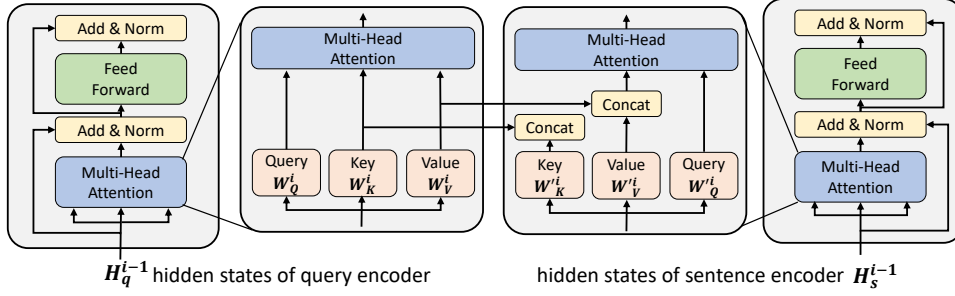 Add & Norm
Feed
Forward
Add & Norm
Multi-Head
Attention
Multi-Head
Attention
Query
W_Q^i
Key
W_K^i
Value
W_V^i
Multi-Head
Attention
Concat
Concat
Key
W'_K^i
Value
W'_V^i
Query
W'_Q^i
Add & Norm
Feed
Forward
Add & Norm
Multi-Head
Attention
H_q^{i-1} hidden states of query encoder
hidden states of sentence encoder H_s^{i-1}